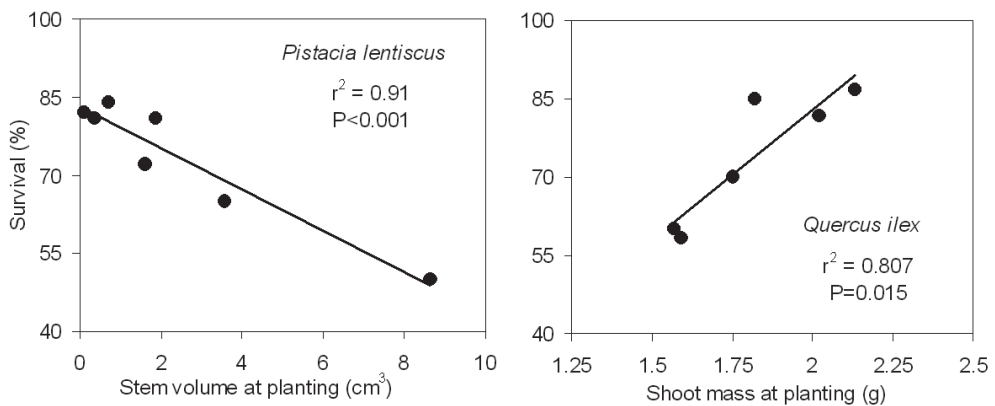 100
85
70
55
40
Survival (%)
Pistacia lentiscus
r² = 0.91
P<0.001
0 2 4 6 8 10
Stem volume at planting (cm³)
100
85
70
55
40
Quercus ilex
r² = 0.807
P=0.015
1.25 1.5 1.75 2 2.25 2.5
Shoot mass at planting (g)